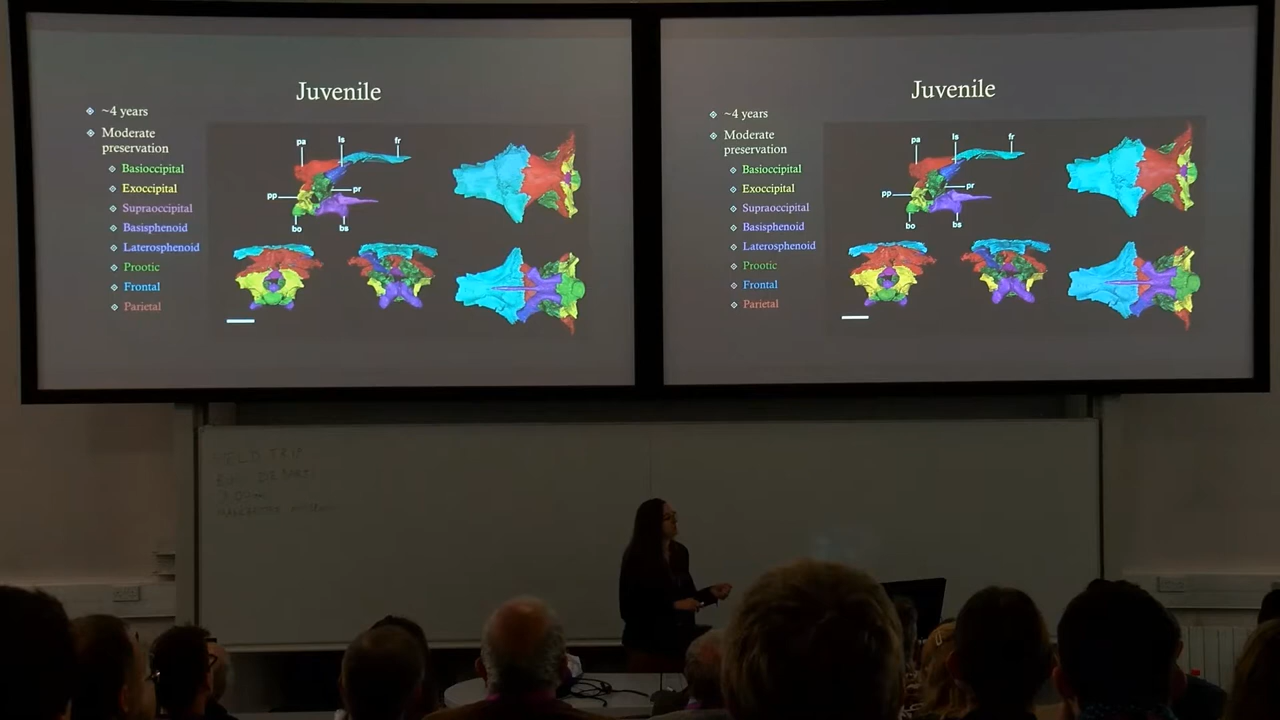 Juvenile
~4 years
Moderate
preservation
Basioccipital
Exoccipital
Supraoccipital
Basisphenoid
Laterosphenoid
Prootic
Frontal
Parietal
pa
ls
fr
pp
pr
bo
bs
Juvenile
~4 years
Moderate
preservation
Basioccipital
Exoccipital
Supraoccipital
Basisphenoid
Laterosphenoid
Prootic
Frontal
Parietal
pa
ls
fr
pp
pr
bo
bs
TRIP